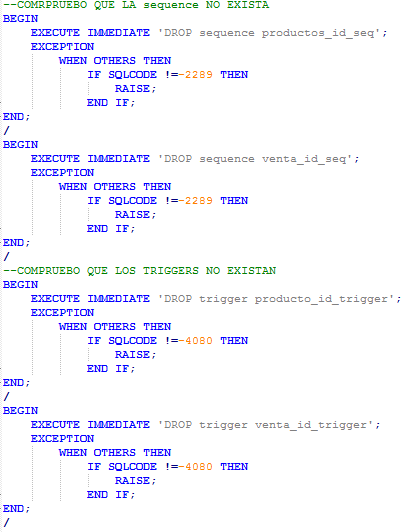 --COMRPRUEBO QUE LA sequence NO EXISTA
BEGIN
    EXECUTE IMMEDIATE 'DROP sequence productos_id_seq';
    EXCEPTION
        WHEN OTHERS THEN
            IF SQLCODE !=-2289 THEN
                RAISE;
            END IF;
END;
/
BEGIN
    EXECUTE IMMEDIATE 'DROP sequence venta_id_seq';
    EXCEPTION
        WHEN OTHERS THEN
            IF SQLCODE !=-2289 THEN
                RAISE;
            END IF;
END;
/
--COMPRUEBO QUE LOS TRIGGERS NO EXISTAN
BEGIN
    EXECUTE IMMEDIATE 'DROP trigger producto_id_trigger';
    EXCEPTION
        WHEN OTHERS THEN
            IF SQLCODE !=-4080 THEN
                RAISE;
            END IF;
END;
/
BEGIN
    EXECUTE IMMEDIATE 'DROP trigger venta_id_trigger';
    EXCEPTION
        WHEN OTHERS THEN
            IF SQLCODE !=-4080 THEN
                RAISE;
            END IF;
END;
/